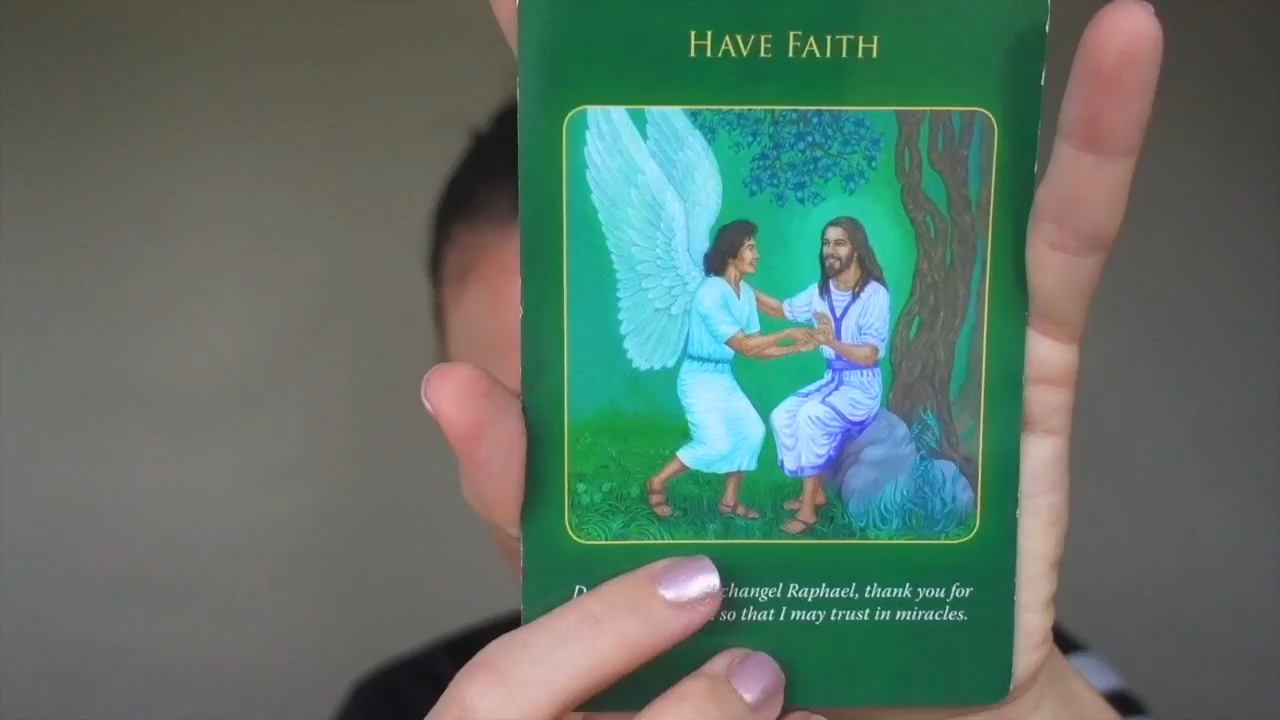 HAVE FAITH
changel Raphael, thank you for
so that I may trust in miracles.